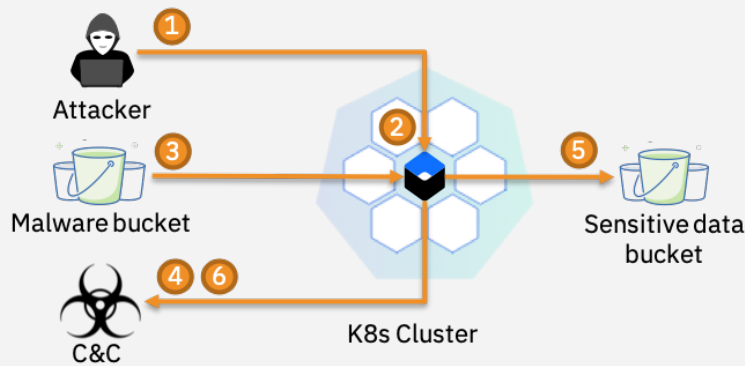 1
Attacker
2
3
5
Malware bucket
Sensitive data
bucket
4 6
K8s Cluster
C&C